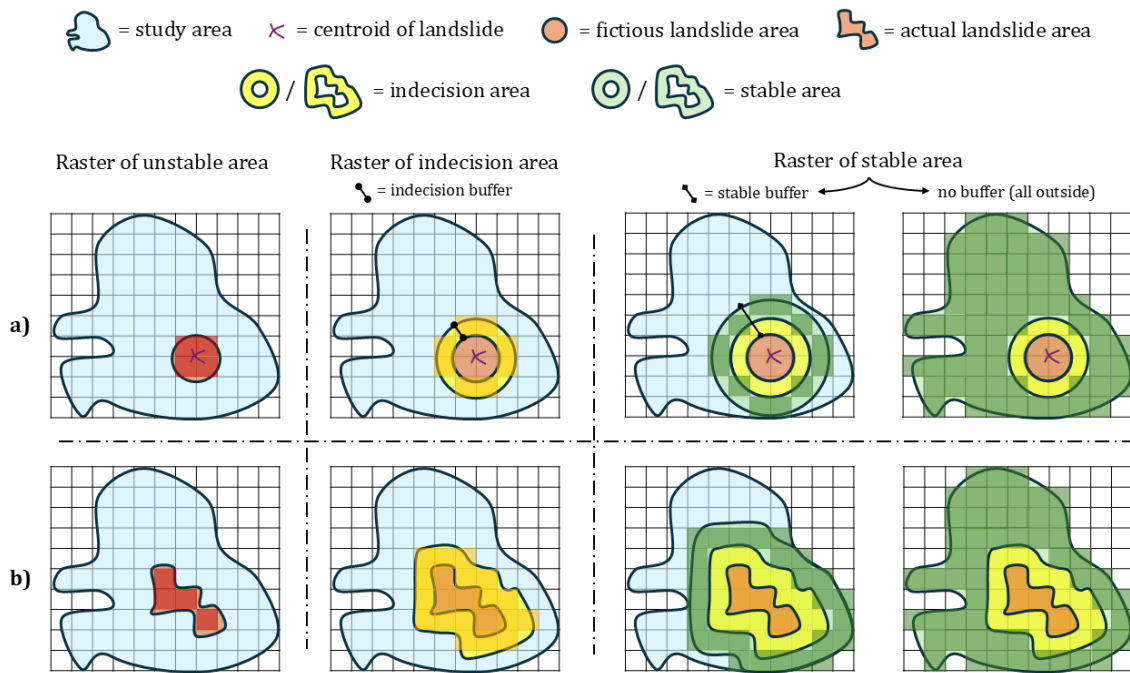 = study area
= centroid of landslide
= fictious landslide area
= actual landslide area
/
= indecision area
/
= stable area
Raster of unstable area
Raster of indecision area
= indecision buffer
Raster of stable area
= stable buffer
no buffer (all outside)
a)
b)